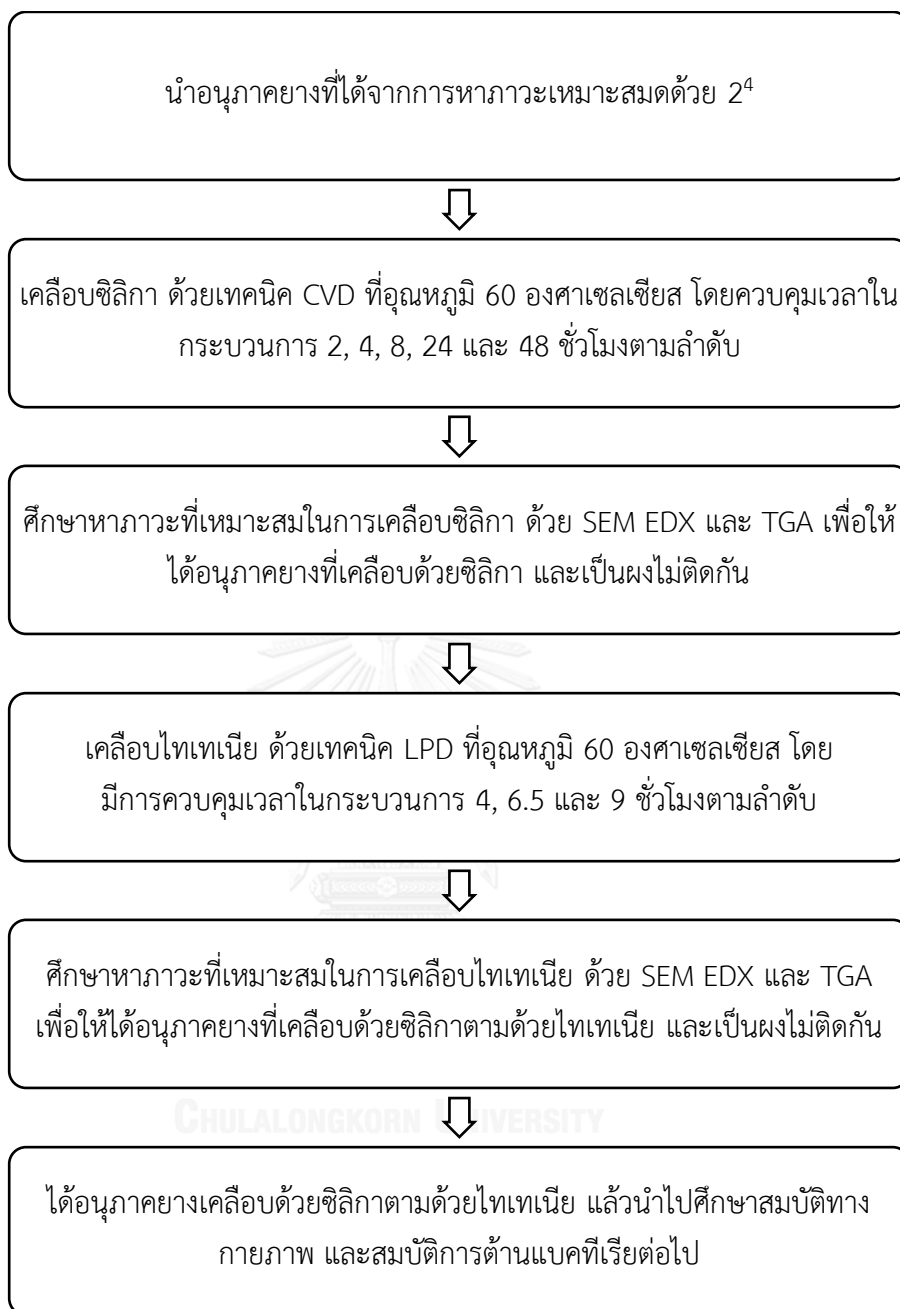 นำอนุภาคยางที่ได้จากการหาภาวะเหมาะสมดด้วย 2⁴
เคลือบซิลิกา ด้วยเทคนิค CVD ที่อุณหภูมิ 60 องศาเซลเซียส โดยควบคุมเวลาใน
กระบวนการ 2, 4, 8, 24 และ 48 ชั่วโมงตามลำดับ
ศึกษาหาภาวะที่เหมาะสมในการเคลือบซิลิกา ด้วย SEM EDX และ TGA เพื่อให้
ได้อนุภาคยางที่เคลือบด้วยซิลิกา และเป็นผงไม่ติดกัน
เคลือบไทเทเนีย ด้วยเทคนิค LPD ที่อุณหภูมิ 60 องศาเซลเซียส โดย
มีการควบคุมเวลาในกระบวนการ 4, 6.5 และ 9 ชั่วโมงตามลำดับ
ศึกษาหาภาวะที่เหมาะสมในการเคลือบไทเทเนีย ด้วย SEM EDX และ TGA
เพื่อให้ได้อนุภาคยางที่เคลือบด้วยซิลิกาตามด้วยไทเทเนีย และเป็นผงไม่ติดกัน
CHULALONGKORN UNIVERSITY
ได้อนุภาคยางเคลือบด้วยซิลิกาตามด้วยไทเทเนีย แล้วนำไปศึกษาสมบัติทาง
กายภาพ และสมบัติการต้านแบคทีเรียต่อไป